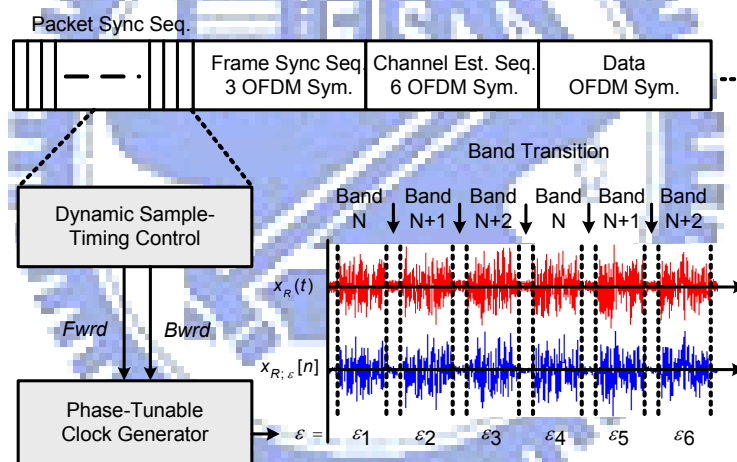 Packet Sync Seq.
Frame Sync Seq.
3 OFDM Sym.
Channel Est. Seq.
6 OFDM Sym.
Data
OFDM Sym.
Band Transition
Band
N
Band
N+1
Band
N+2
Band
N
Band
N+1
Band
N+2
Dynamic Sample-
Timing Control
x_R(t)
Fwrd
Bwrd
x_{R; ε}[n]
Phase-Tunable
Clock Generator
ε = ε1 ε2 ε3 ε4 ε5 ε6